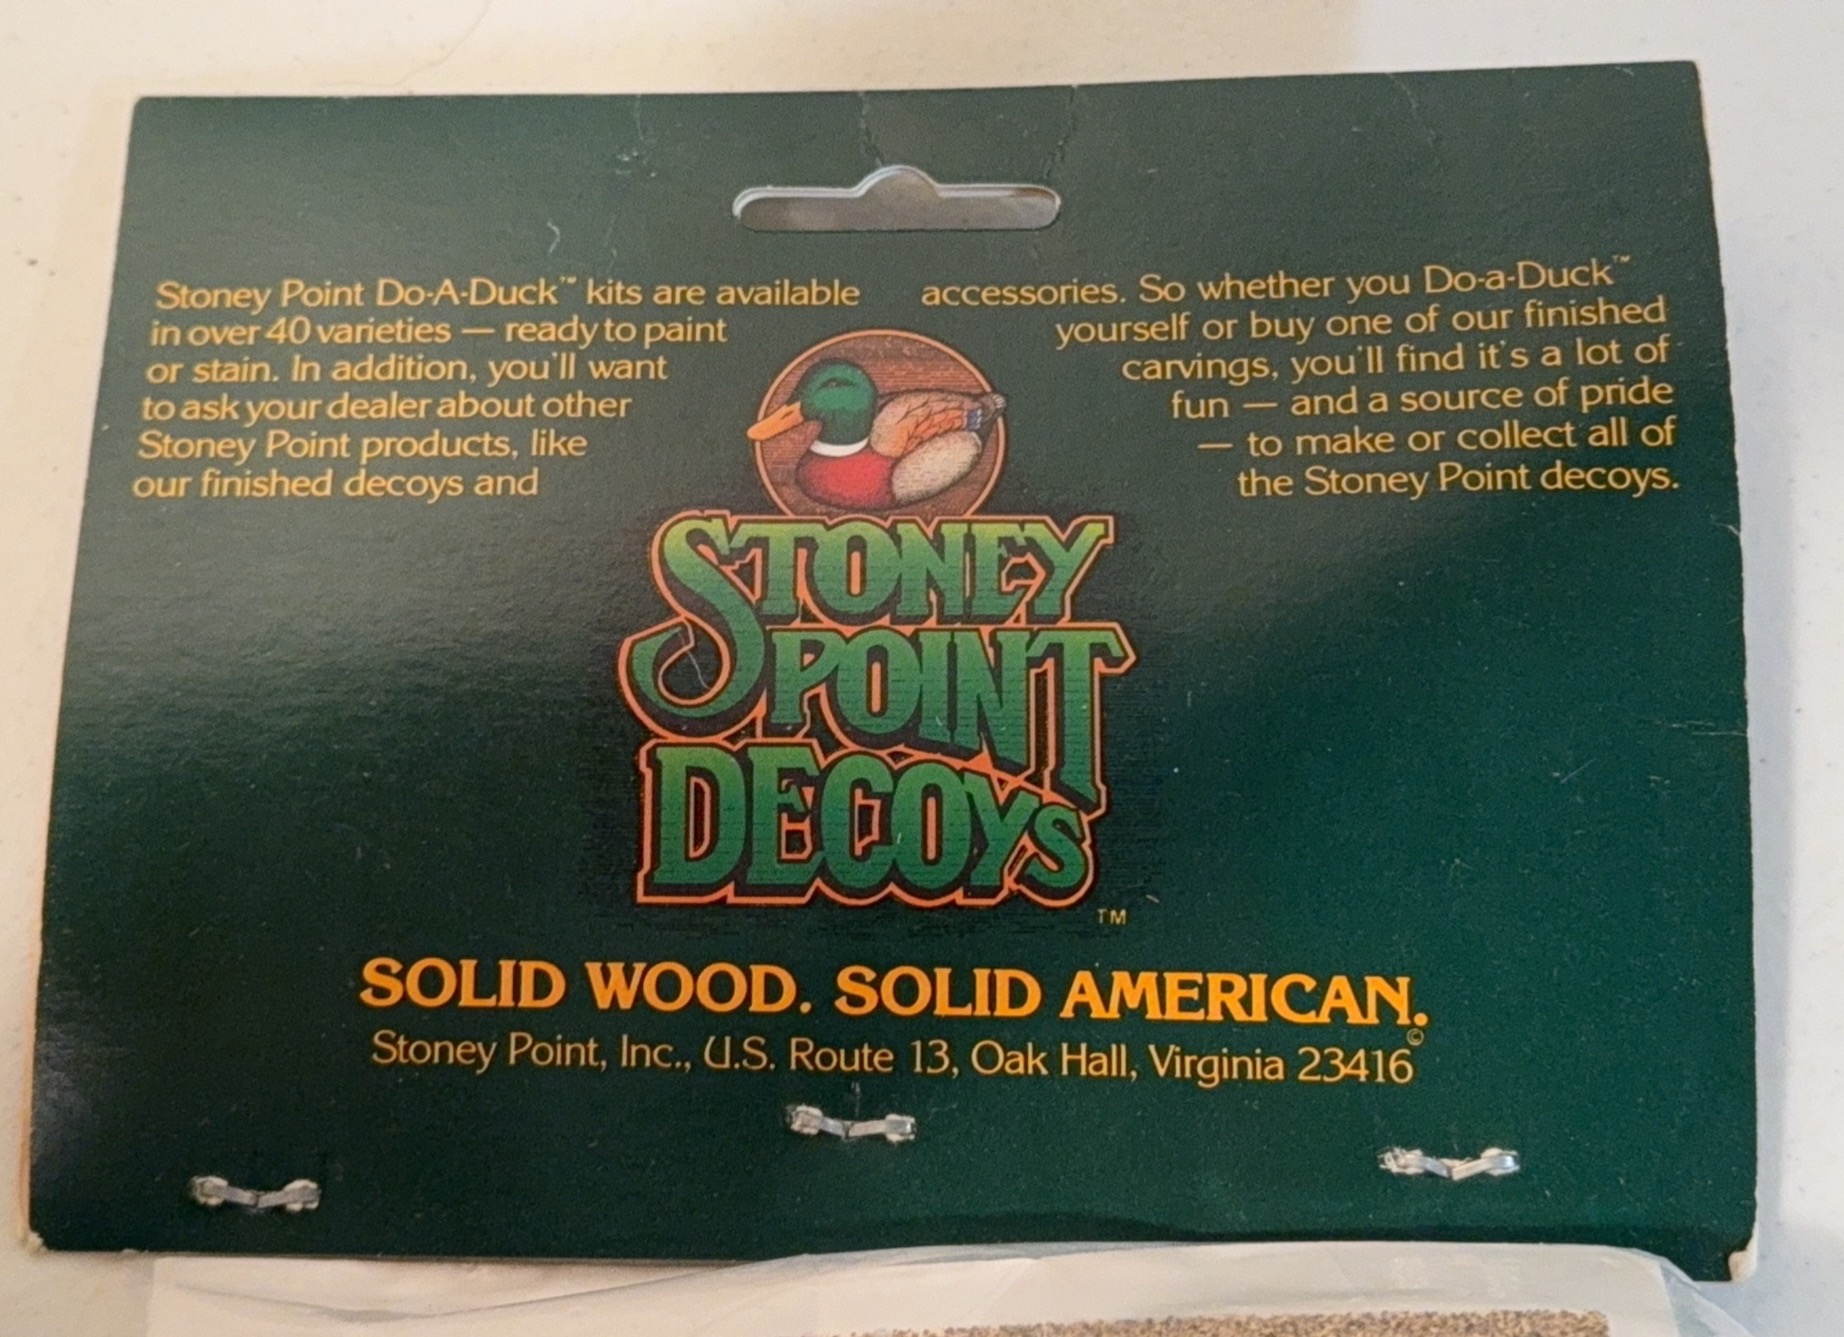 Stoney Point Do-A-Duck™ kits are available
in over 40 varieties — ready to paint
or stain. In addition, you'll want
to ask your dealer about other
Stoney Point products, like
our finished decoys and
accessories. So whether you Do-a-Duck™
yourself or buy one of our finished
carvings, you'll find it's a lot of
fun — and a source of pride
— to make or collect all of
the Stoney Point decoys.
STONEY
POINT
DECOYS
TM
SOLID WOOD. SOLID AMERICAN.
©
Stoney Point, Inc., U.S. Route 13, Oak Hall, Virginia 23416